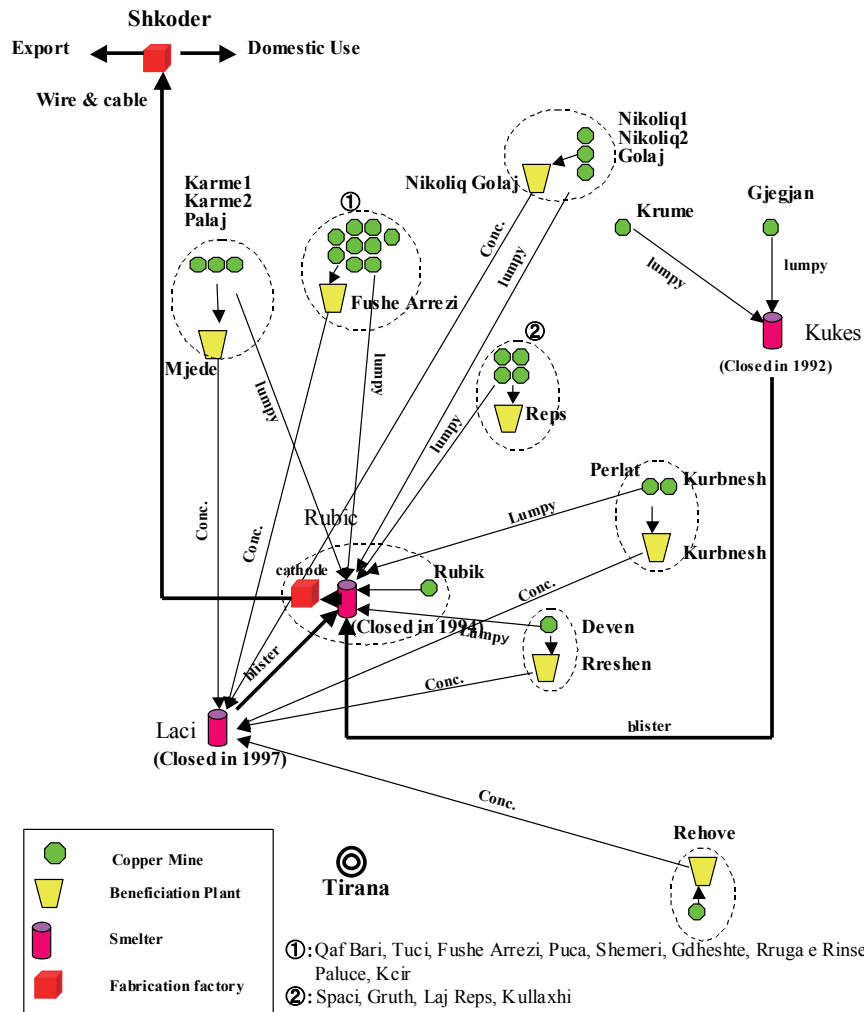 Shkoder
Export
Domestic Use
Wire & cable
Nikoliq1
Nikoliq2
Golaj
Nikoliq Golaj
Karme1
Karme2
Palaj
①
Krume
Gjegjan
Conc.
lumpy
lumpy
lumpy
Fushe Arrezi
②
Kukes
(Closed in 1992)
Mjede
lumpy
lumpy
lumpy
Reps
Perlat
Kurbnesh
Conc.
Conc.
Rubic
Lumpy
Kurbnesh
cathode
Rubik
Conc.
(Closed in 1994)
Lumpy
Deven
Rreshen
blister
Conc.
Laci
(Closed in 1997)
blister
Conc.
Rehove
Copper Mine
Beneficiation Plant
Smelter
Fabrication factory
Tirana
①: Qaf Bari, Tuci, Fushe Arrezi, Puca, Shemeri, Gdheshte, Rruga e Rinse
Paluce, Kcir
②: Spaci, Gruth, Laj Reps, Kullaxhi